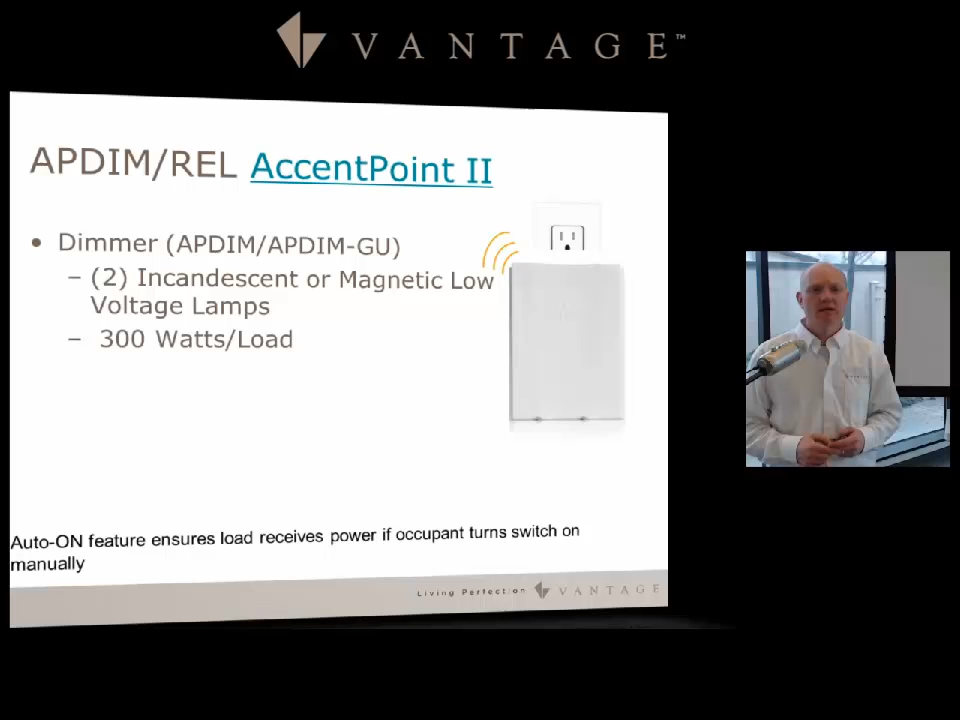 VANTAGE™
APDIM/REL AccentPoint II
• Dimmer (APDIM/APDIM-GU)
– (2) Incandescent or Magnetic Low
Voltage Lamps
– 300 Watts/Load
Auto-ON feature ensures load receives power if occupant turns switch on
manually
Living Perfection VANTAGE